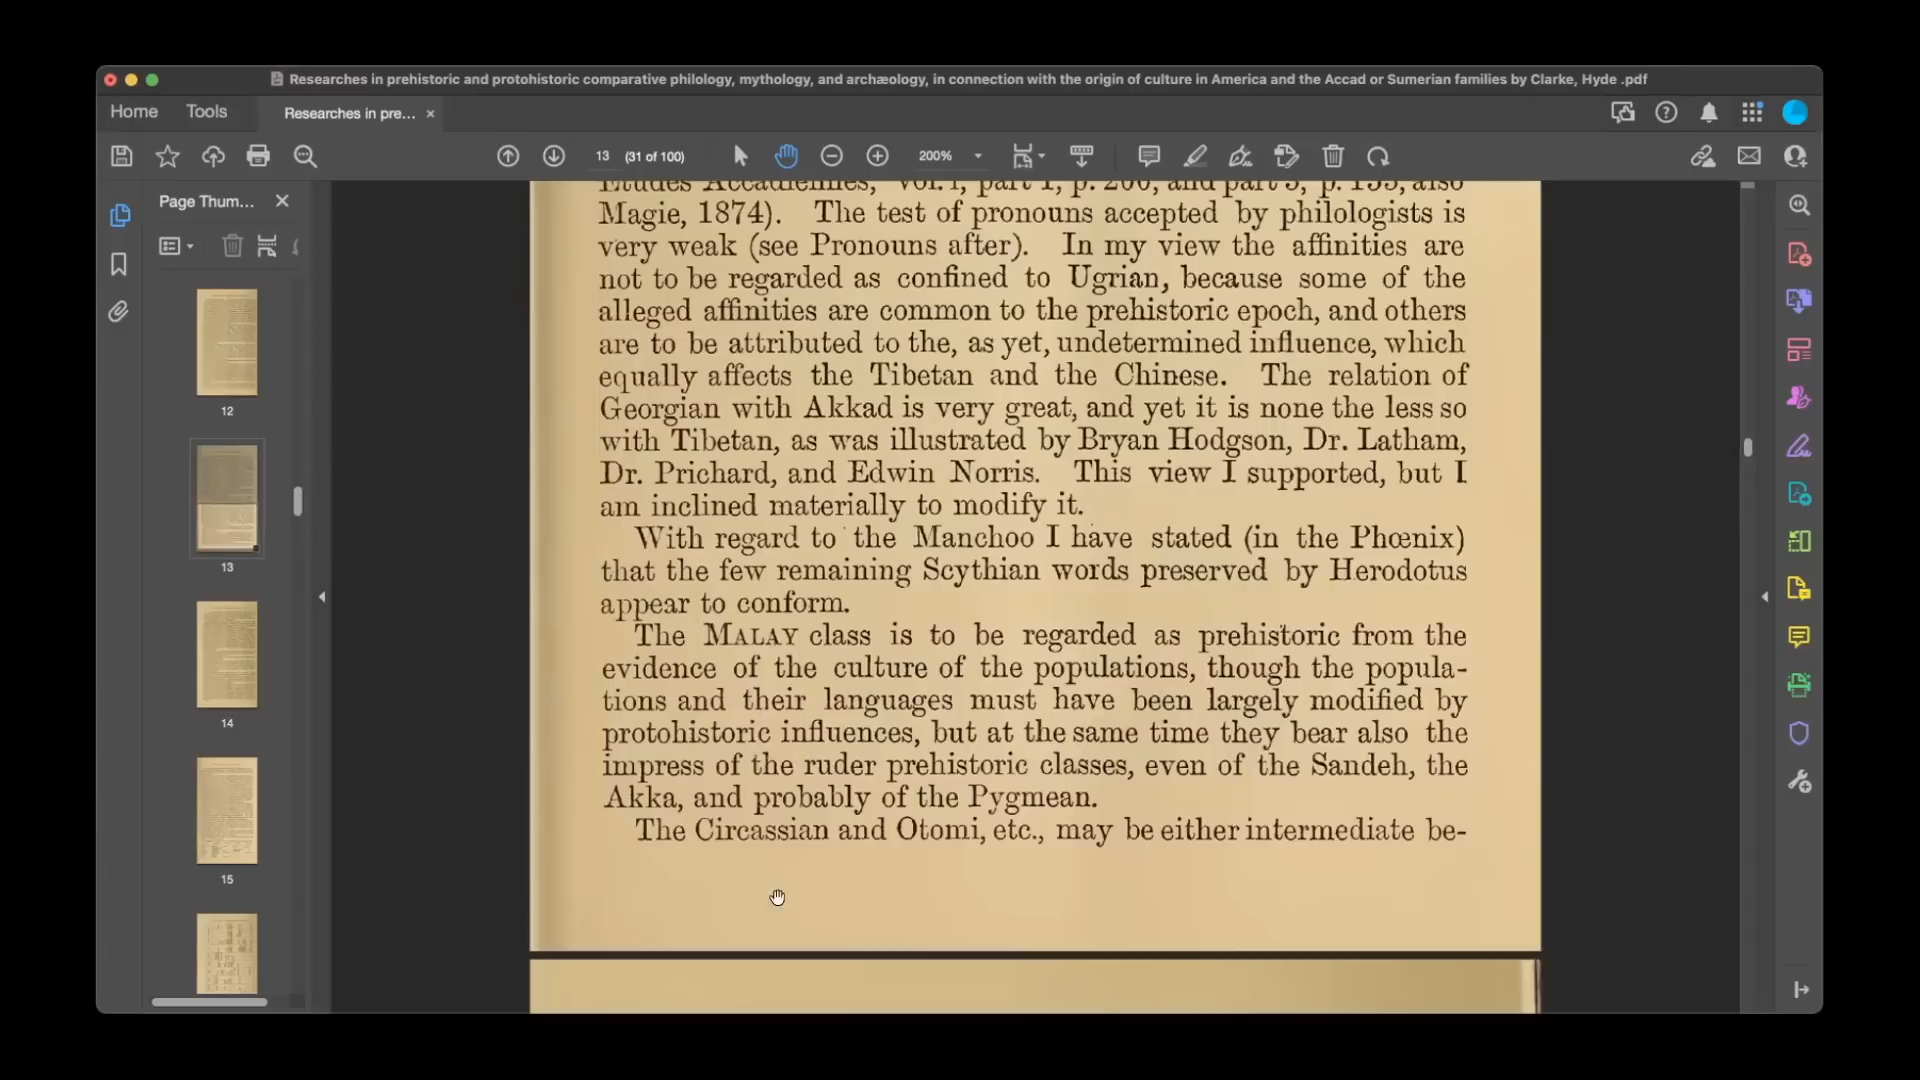 Researches in prehistoric and protohistoric comparative philology, mythology, and archæology, in connection with the origin of culture in America and the Accad or Sumerian families by Clarke, Hyde .pdf
Home Tools Researches in pre... ×
13 (31 of 100) 200%
Page Thum...
12
13
14
15
Etudes Accadiennes, vol. 1, part 1, p. 200, and part 3, p. 155, also
Magie, 1874). The test of pronouns accepted by philologists is
very weak (see Pronouns after). In my view the affinities are
not to be regarded as confined to Ugrian, because some of the
alleged affinities are common to the prehistoric epoch, and others
are to be attributed to the, as yet, undetermined influence, which
equally affects the Tibetan and the Chinese. The relation of
Georgian with Akkad is very great, and yet it is none the less so
with Tibetan, as was illustrated by Bryan Hodgson, Dr. Latham,
Dr. Prichard, and Edwin Norris. This view I supported, but I
am inclined materially to modify it.
With regard to the Manchoo I have stated (in the Phœnix)
that the few remaining Scythian words preserved by Herodotus
appear to conform.
The MALAY class is to be regarded as prehistoric from the
evidence of the culture of the populations, though the popula-
tions and their languages must have been largely modified by
protohistoric influences, but at the same time they bear also the
impress of the ruder prehistoric classes, even of the Sandeh, the
Akka, and probably of the Pygmean.
The Circassian and Otomi, etc., may be either intermediate be-